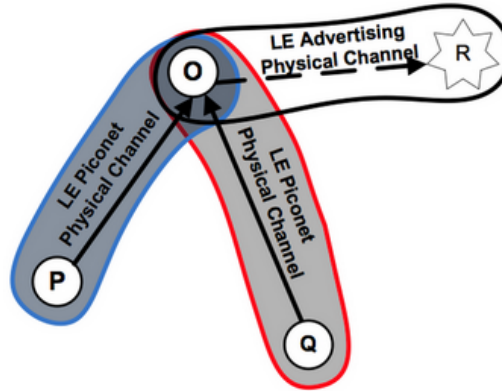 LE Advertising
Physical Channel
R
O
LE Piconet
Physical Channel
LE Piconet
Physical Channel
P
Q